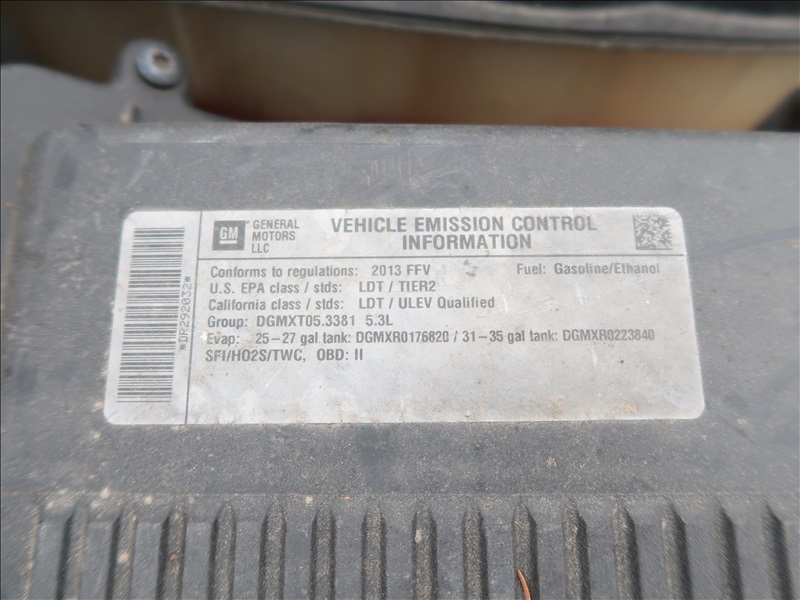 GM
GENERAL
MOTORS
LLC
VEHICLE EMISSION CONTROL
INFORMATION
Conforms to regulations: 2013 FFV Fuel: Gasoline/Ethanol
U.S. EPA class / stds: LDT / TIER2
California class / stds: LDT / ULEV Qualified
Group: DGMXT05.3381 5.3L
Evap: 25-27 gal tank: DGMXR0176820 / 31-35 gal tank: DGMXR0223840
SFI/HO2S/TWC, OBD: II
*DR292032*